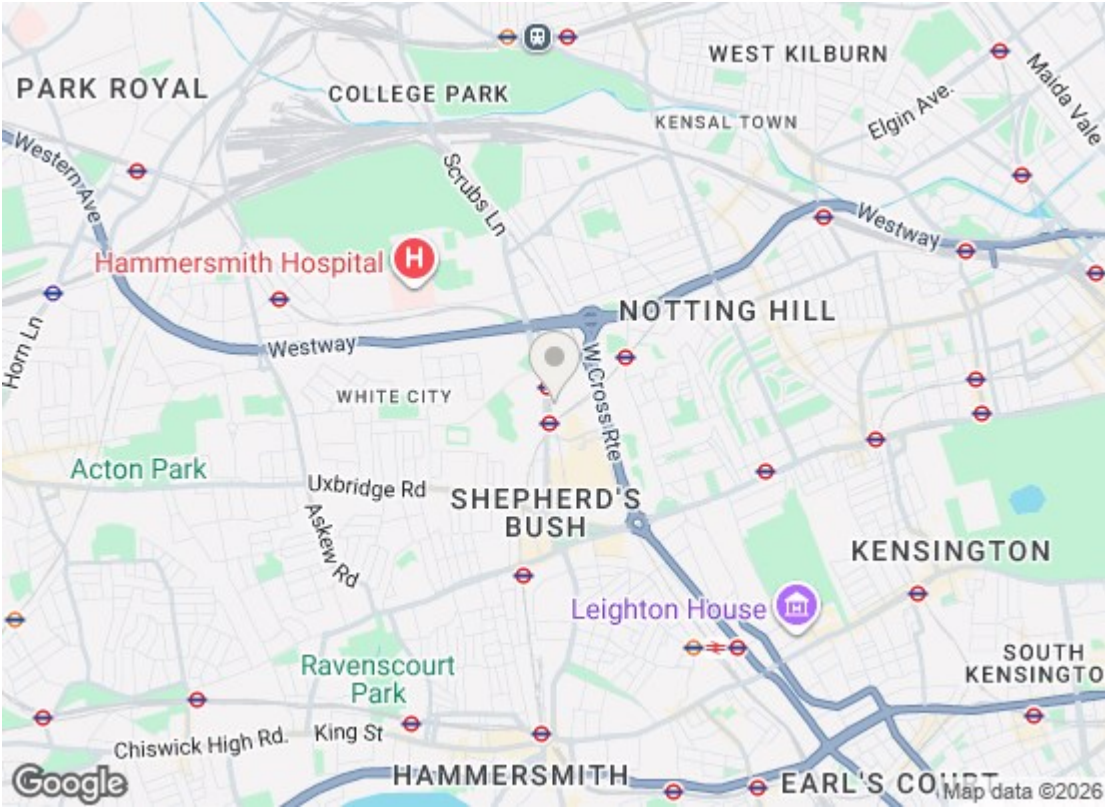 WEST KILBURN
Maida Vale
PARK ROYAL
COLLEGE PARK
Elgin Ave.
KENSAL TOWN
Western Ave
Scrubs Ln
Westway
Hammersmith Hospital
H
NOTTING HILL
Horn Ln
Westway
W Cross Rte
WHITE CITY
Acton Park
Uxbridge Rd
SHEPHERD'S
BUSH
Askew Rd
KENSINGTON
Leighton House
Ravenscourt
Park
SOUTH
KENSINGTO
Chiswick High Rd.
King St
HAMMERSMITH
EARL'S COURT
Google
Map data ©2026